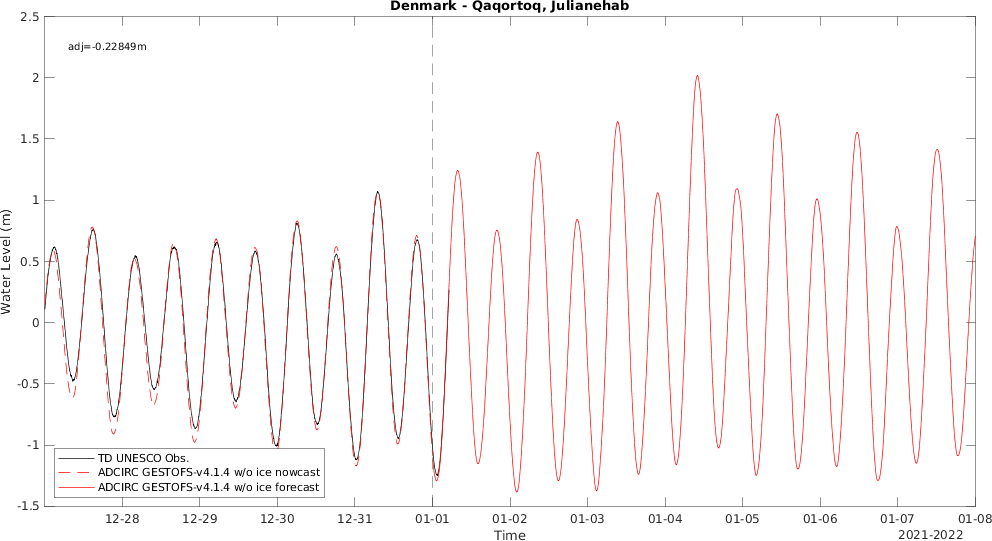 Denmark - Qaqortoq, Julianehab
adj=-0.22849m
Water Level (m)
2.5
2
1.5
1
0.5
0
-0.5
-1
-1.5
TD UNESCO Obs.
ADCIRC GESTOFS-v4.1.4 w/o ice nowcast
ADCIRC GESTOFS-v4.1.4 w/o ice forecast
12-28 12-29 12-30 12-31 01-01 01-02 01-03 01-04 01-05 01-06 01-07 01-08
Time
2021-2022